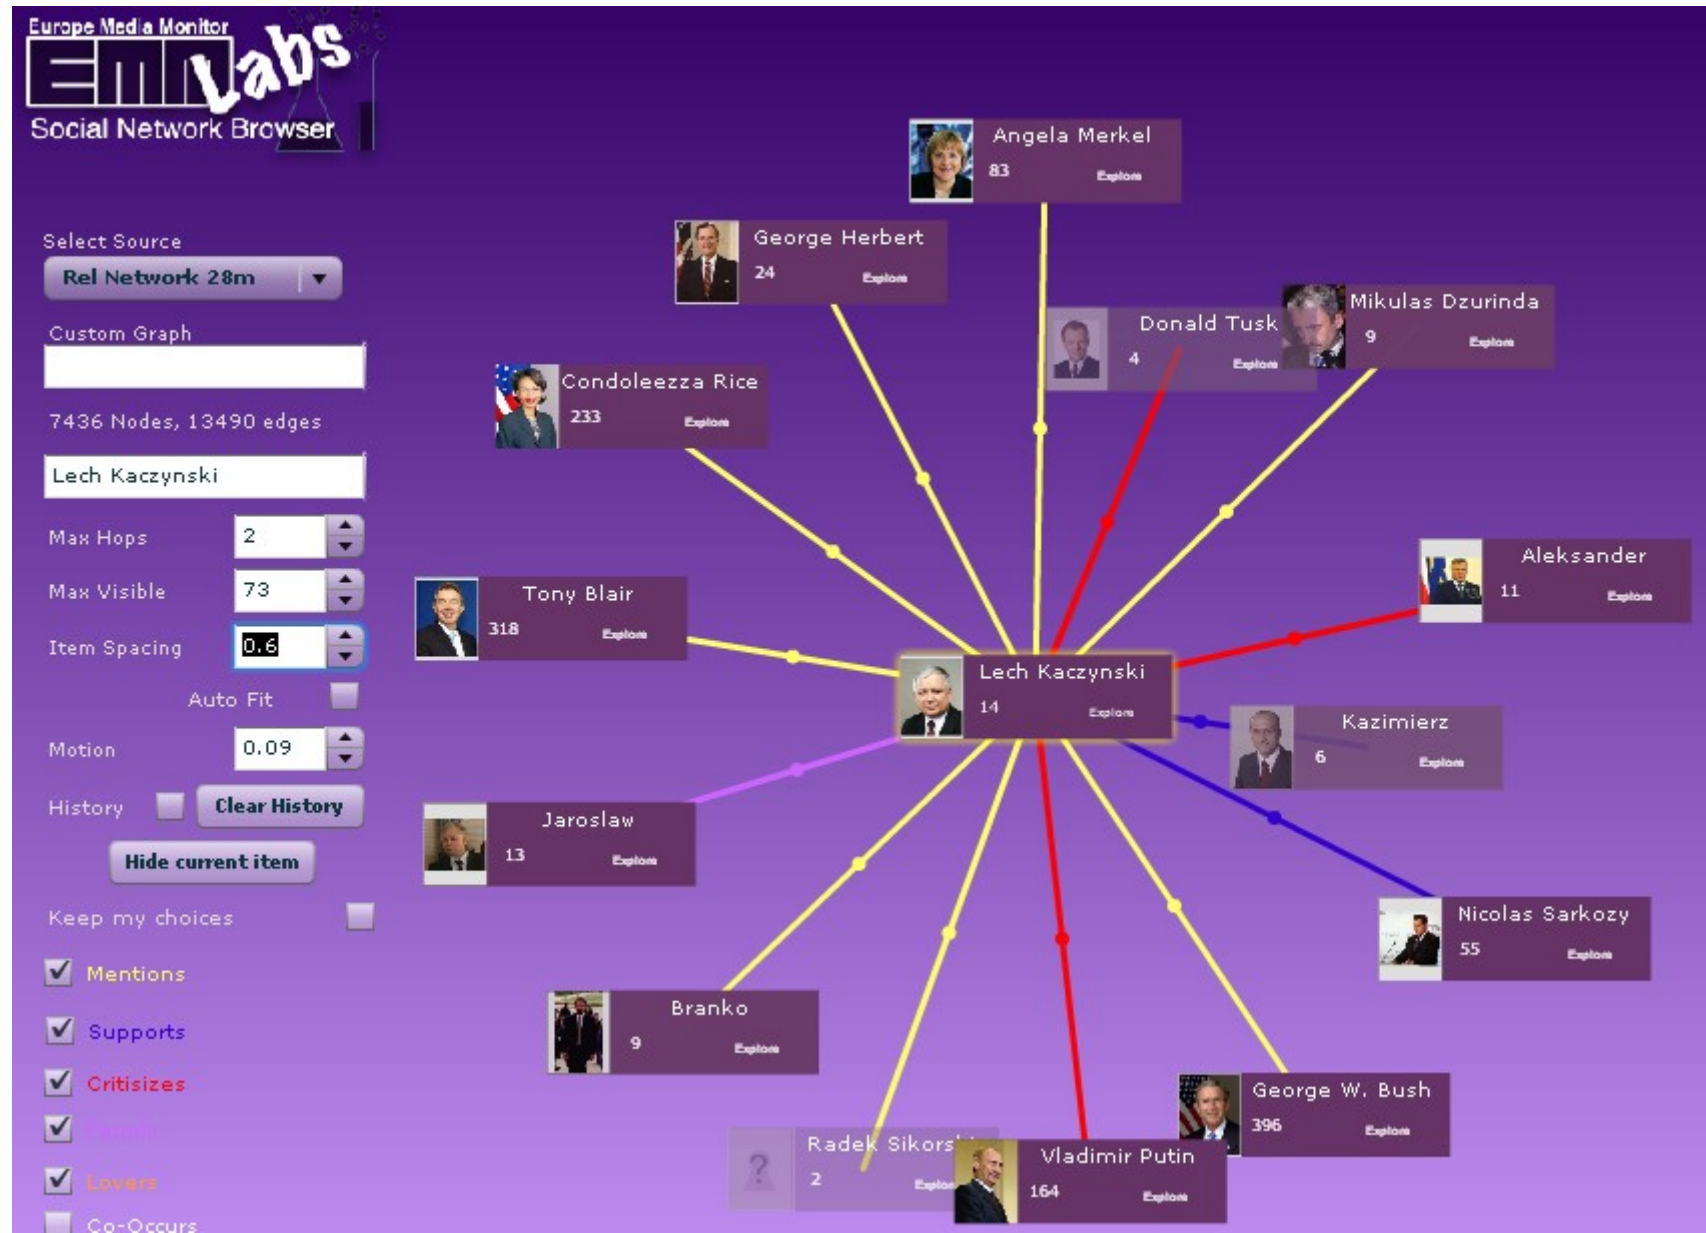 Europe Media Monitor
EMM Labs
Social Network Browser
Select Source
Rel Network 28m
Custom Graph
7436 Nodes, 13490 edges
Lech Kaczynski
Max Hops 2
Max Visible 73
Item Spacing 0.6
Auto Fit
Motion 0.09
History Clear History
Hide current item
Keep my choices
Mentions
Supports
Critisizes
Lovers
Co-Occurs
Angela Merkel
83 Explore
George Herbert
24 Explore
Donald Tusk
4 Explore
Mikulas Dzurinda
9 Explore
Condoleezza Rice
233 Explore
Aleksander
11 Explore
Tony Blair
318 Explore
Lech Kaczynski
14 Explore
Kazimierz
6 Explore
Jaroslaw
13 Explore
Nicolas Sarkozy
55 Explore
Branko
9 Explore
George W. Bush
396 Explore
Radek Sikors
2 Explo
Vladimir Putin
164 Explore